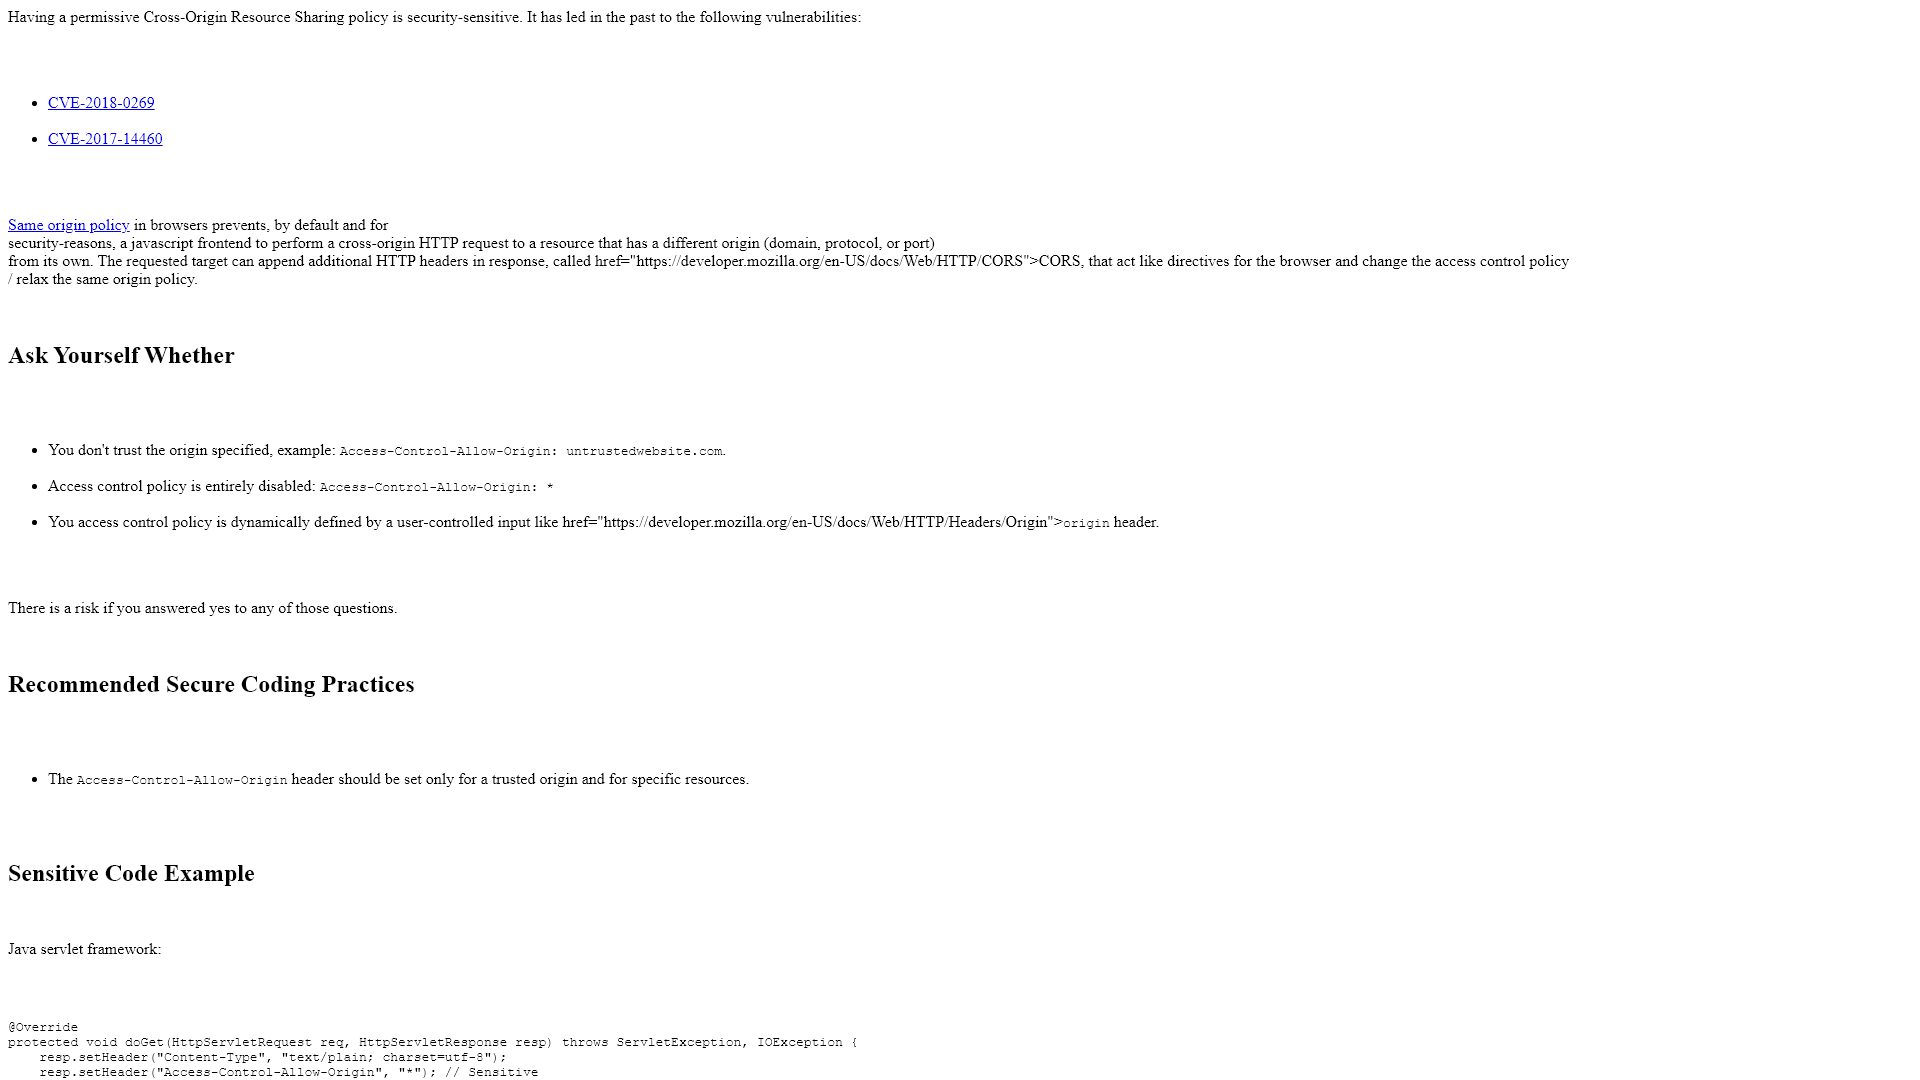 Having a permissive Cross-Origin Resource Sharing policy is security-sensitive. It has led in the past to the following vulnerabilities:
CVE-2018-0269
CVE-2017-14460
Same origin policy in browsers prevents, by default and for
security-reasons, a javascript frontend to perform a cross-origin HTTP request to a resource that has a different origin (domain, protocol, or port)
from its own. The requested target can append additional HTTP headers in response, called href="https://developer.mozilla.org/en-US/docs/Web/HTTP/CORS">CORS, that act like directives for the browser and change the access control policy
/ relax the same origin policy.
Ask Yourself Whether
You don't trust the origin specified, example: Access-Control-Allow-Origin: untrustedwebsite.com.
Access control policy is entirely disabled: Access-Control-Allow-Origin: *
You access control policy is dynamically defined by a user-controlled input like href="https://developer.mozilla.org/en-US/docs/Web/HTTP/Headers/Origin">origin header.
There is a risk if you answered yes to any of those questions.
Recommended Secure Coding Practices
The Access-Control-Allow-Origin header should be set only for a trusted origin and for specific resources.
Sensitive Code Example
Java servlet framework:
@Override
protected void doGet(HttpServletRequest req, HttpServletResponse resp) throws ServletException, IOException {
    resp.setHeader("Content-Type", "text/plain; charset=utf-8");
    resp.setHeader("Access-Control-Allow-Origin", "*"); // Sensitive